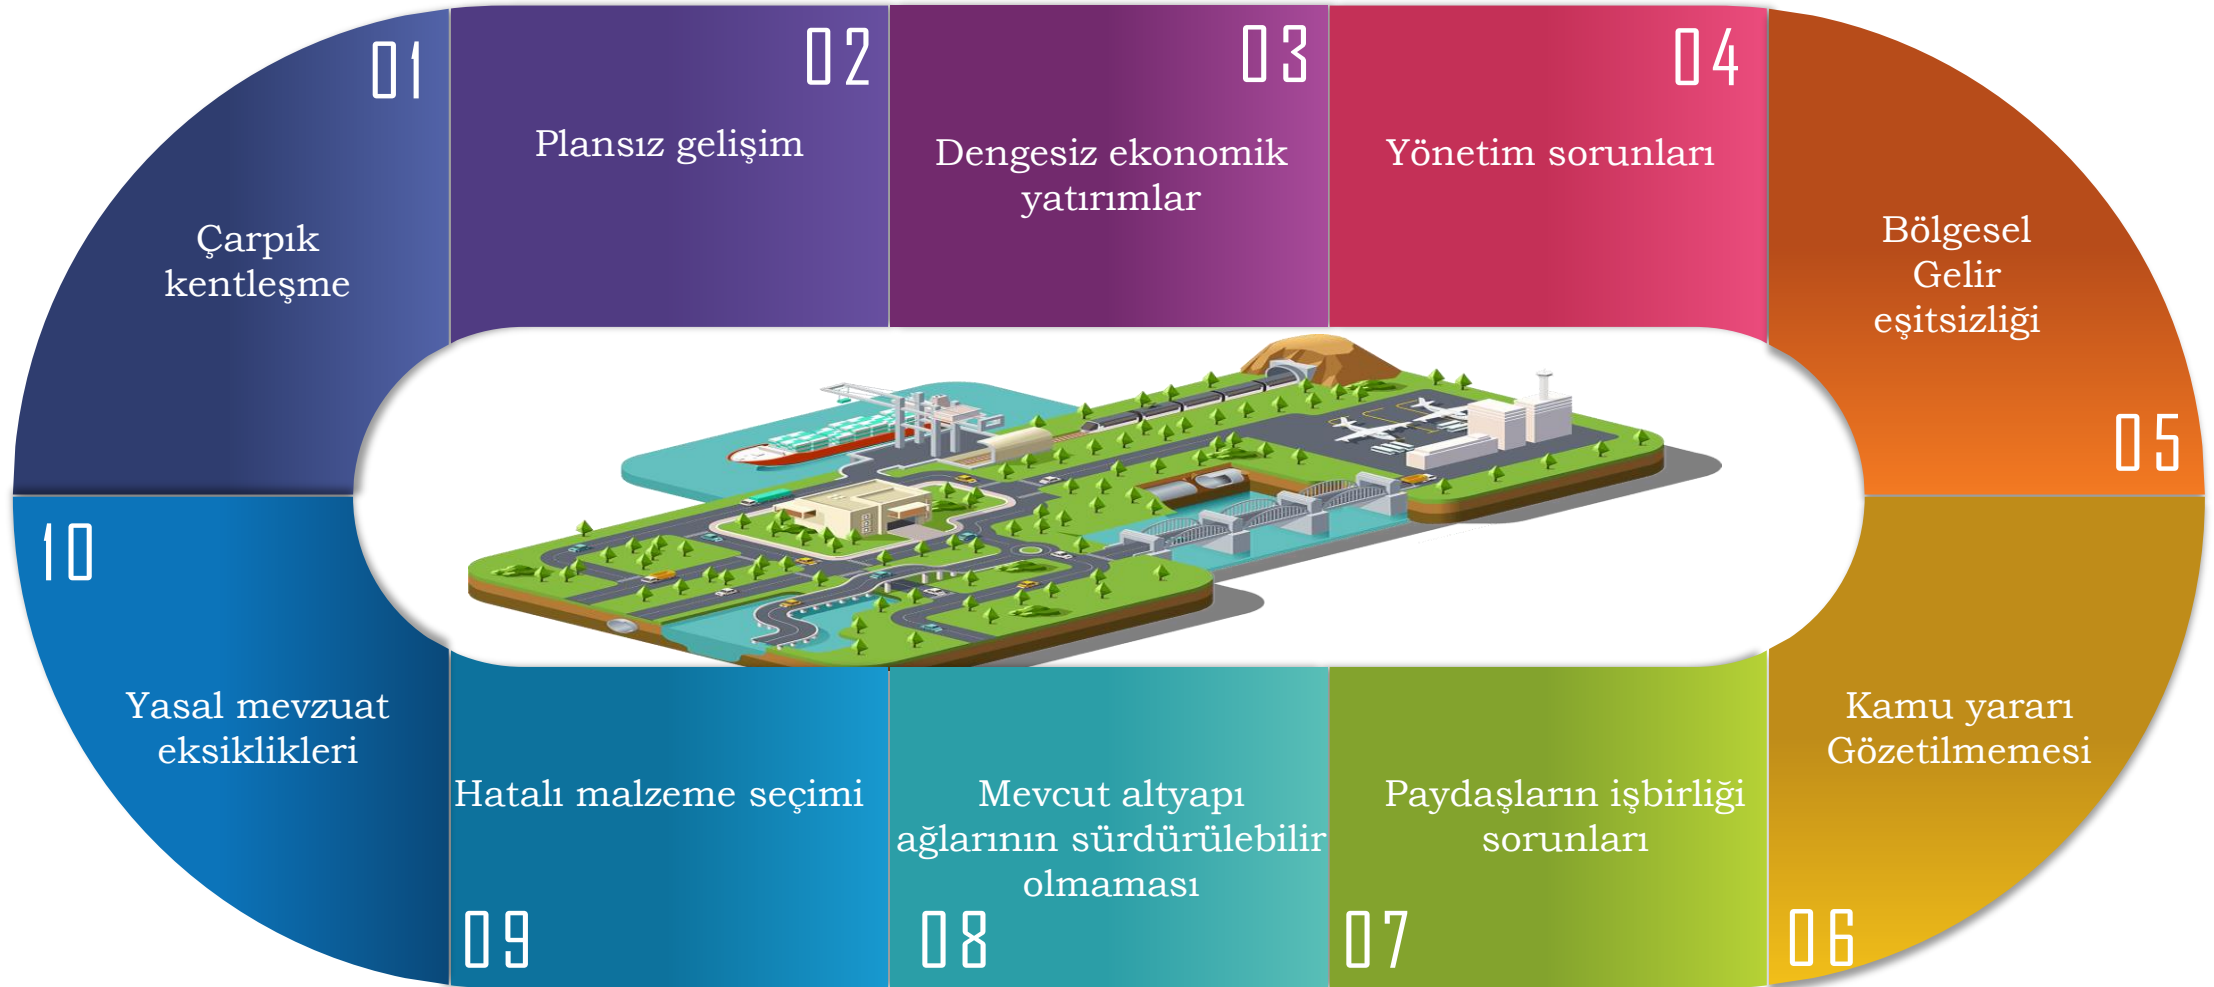 01
Çarpık
kentleşme
02
Plansız gelişim
03
Dengesiz ekonomik
yatırımlar
04
Yönetim sorunları
Bölgesel
Gelir
eşitsizliği
05
Kamu yararı
Gözetilmemesi
06
Paydaşların işbirliği
sorunları
07
Mevcut altyapı
ağlarının sürdürülebilir
olmaması
08
Hatalı malzeme seçimi
09
10
Yasal mevzuat
eksiklikleri